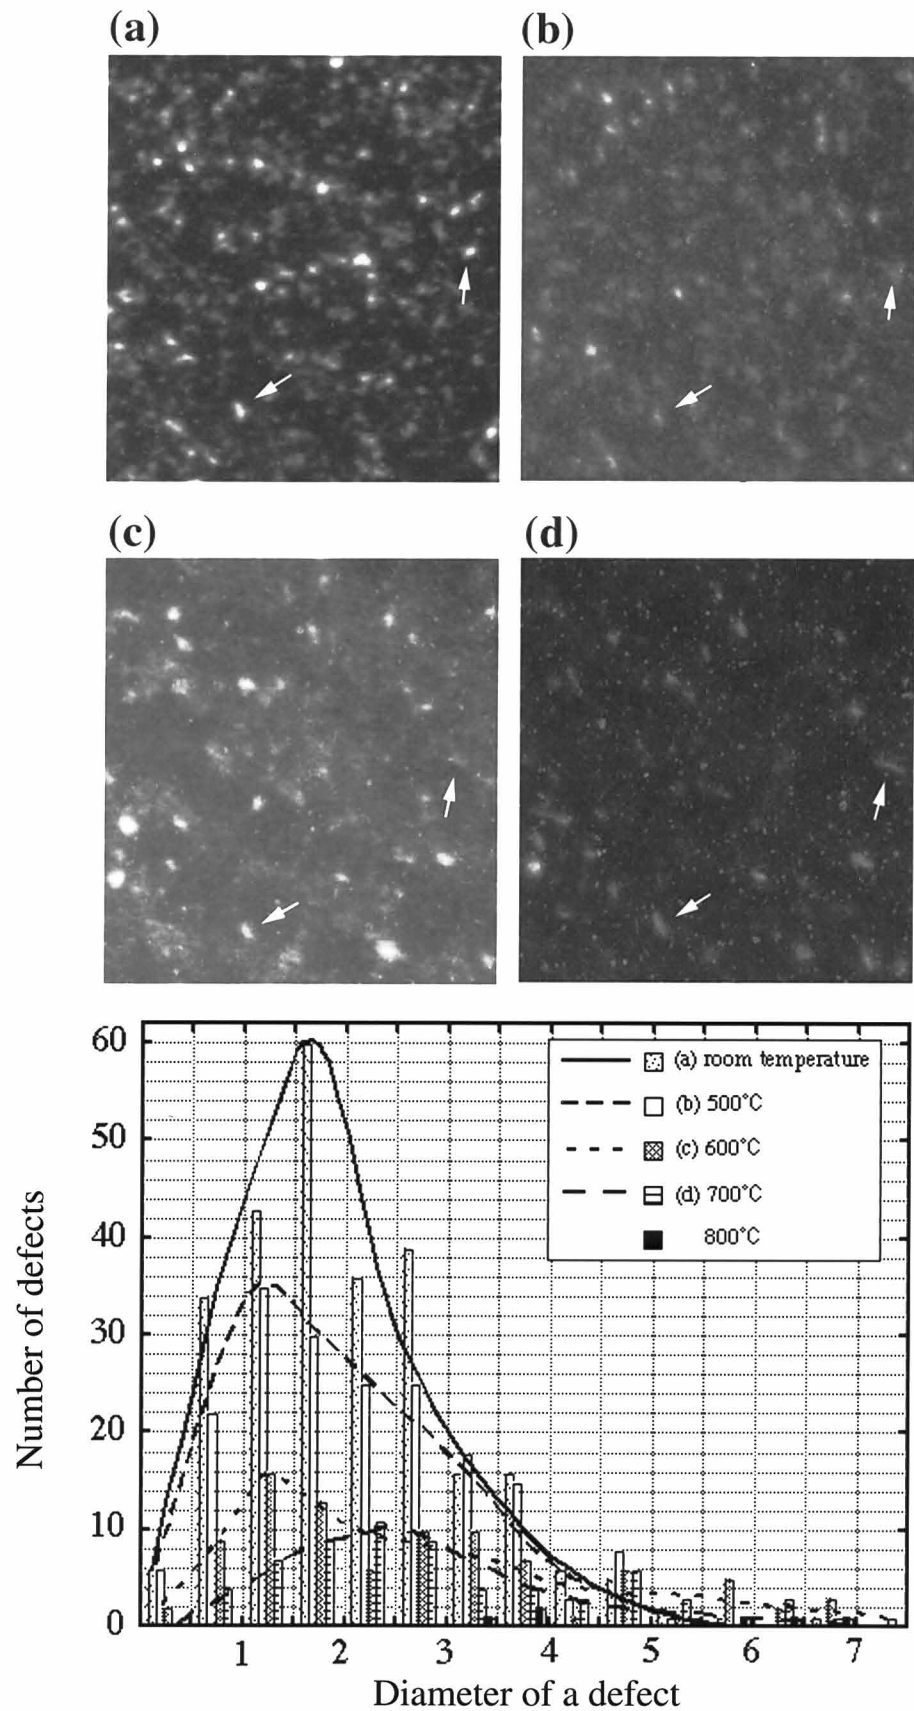 (a)
(b)
(c)
(d)
60
50
40
30
20
10
0
Number of defects
(a) room temperature
(b) 500°C
(c) 600°C
(d) 700°C
800°C
1 2 3 4 5 6 7
Diameter of a defect